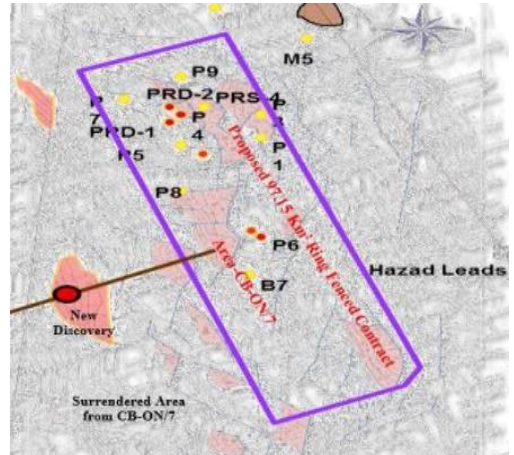 M5
P9
PRD-2
PRS-4
P
7
P
4
P
3
PRD-1
P5
P
1
P8
P6
B7
Proposed 97.15 Km² Ring Fenced Contract
Area CB-ON/7
Hazad Leads
New
Discovery
Surrendered Area
from CB-ON/7